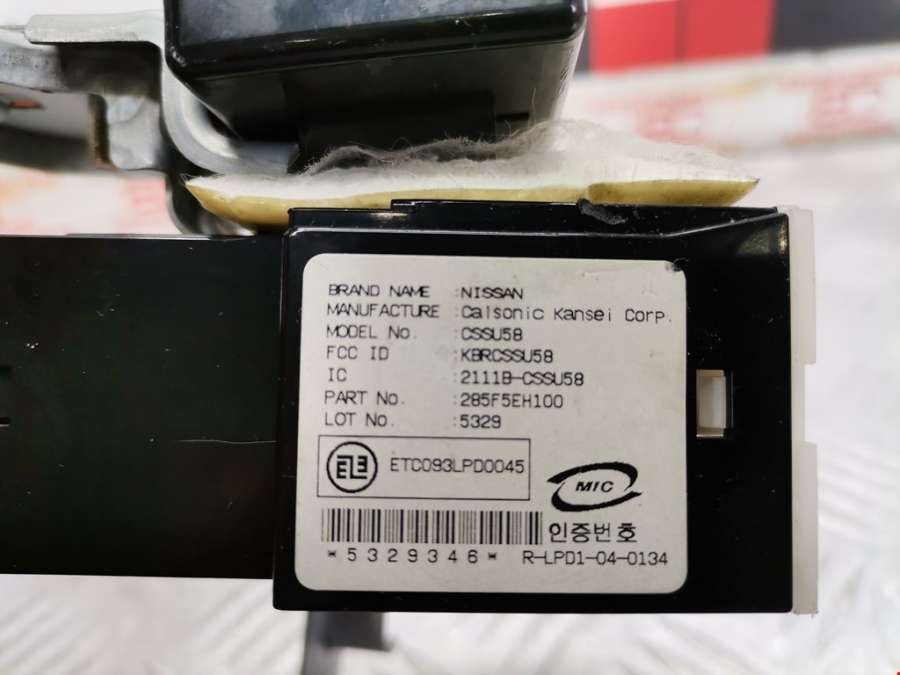 BRAND NAME :NISSAN
MANUFACTURE :Calsonic Kansei Corp.
MODEL No. :CSSU58
FCC ID :KBRCSSU58
IC :2111B-CSSU58
PART No. :285F5EH100
LOT No. :5329
ETC093LPD0045
MIC
인증번호
*5329346*
R-LPD1-04-0134